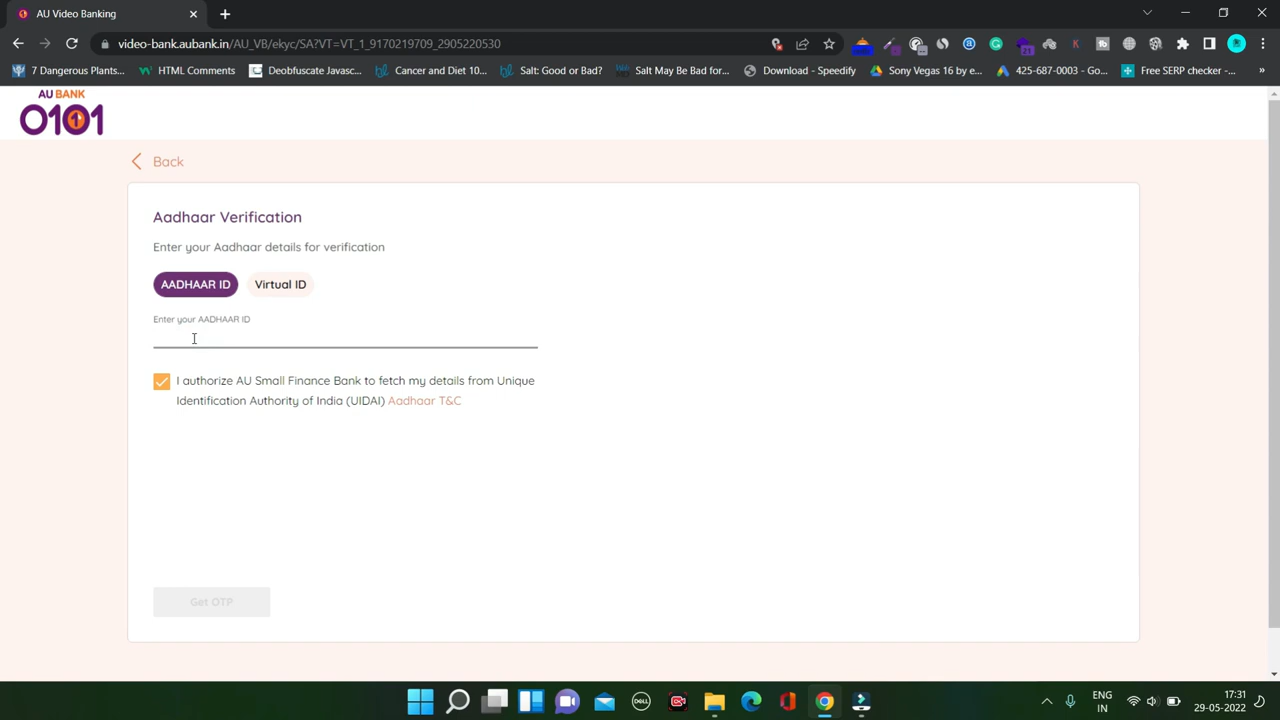 AU Video Banking
video-bank.aubank.in/AU_VB/ekyc/SA?VT=VT_1_9170219709_2905220530
7 Dangerous Plants...
HTML Comments
Deobfuscate Javasc...
Cancer and Diet 10...
Salt: Good or Bad?
Salt May Be Bad for...
Download - Speedify
Sony Vegas 16 by e...
425-687-0003 - Go...
Free SERP checker -...
»
AU BANK
0101
Back
Aadhaar Verification
Enter your Aadhaar details for verification
AADHAAR ID
Virtual ID
Enter your AADHAAR ID
I authorize AU Small Finance Bank to fetch my details from Unique
Identification Authority of India (UIDAI) Aadhaar T&C
Get OTP
DELL
ENG
IN
17:31
29-05-2022